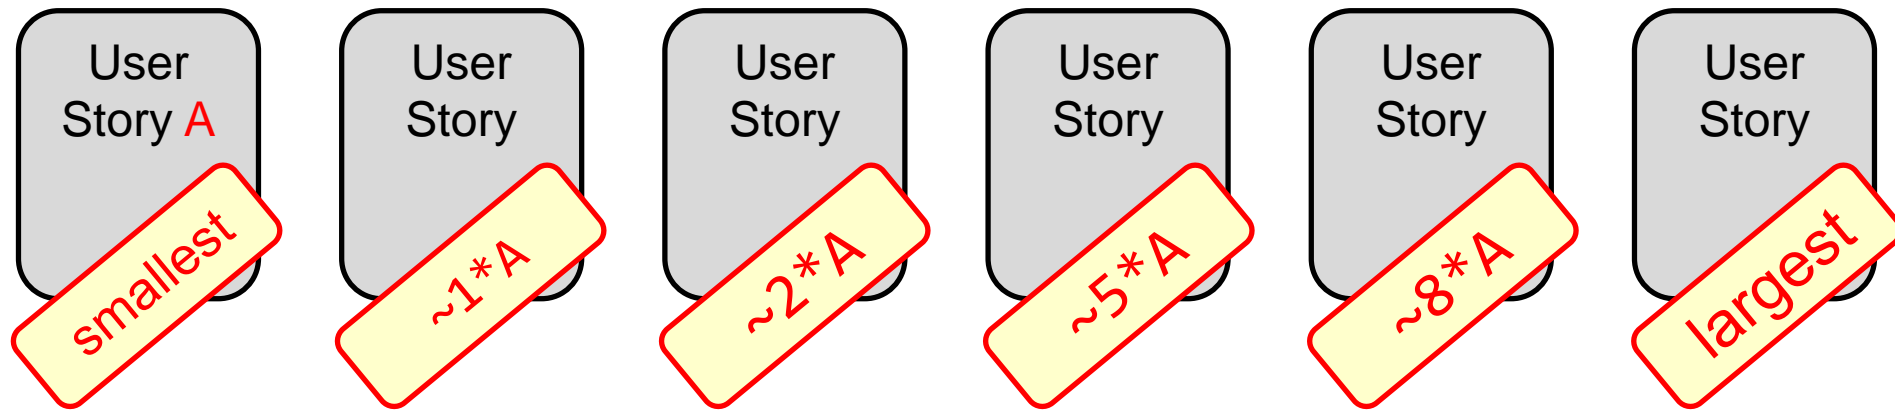 User
Story A
smallest
User
Story
~1*A
User
Story
~2*A
User
Story
~5*A
User
Story
~8*A
User
Story
largest